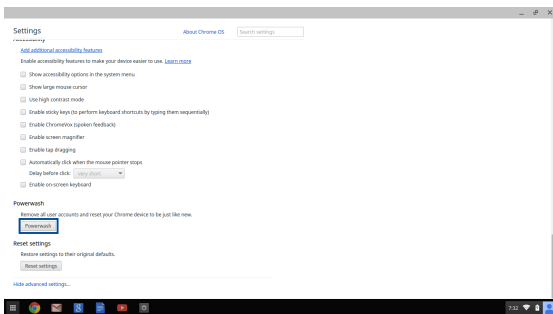 Settings
About Chrome OS
Search settings
Accessibility
Add additional accessibility features
Enable accessibility features to make your device easier to use. Learn more
Show accessibility options in the system menu
Show large mouse cursor
Use high contrast mode
Enable sticky keys (to perform keyboard shortcuts by typing them sequentially)
Enable ChromeVox (spoken feedback)
Enable screen magnifier
Enable tap dragging
Automatically click when the mouse pointer stops
Delay before click: very short
Enable on-screen keyboard
Powerwash
Remove all user accounts and reset your Chrome device to be just like new.
Powerwash
Reset settings
Restore settings to their original defaults.
Reset settings
Hide advanced settings...
7:32